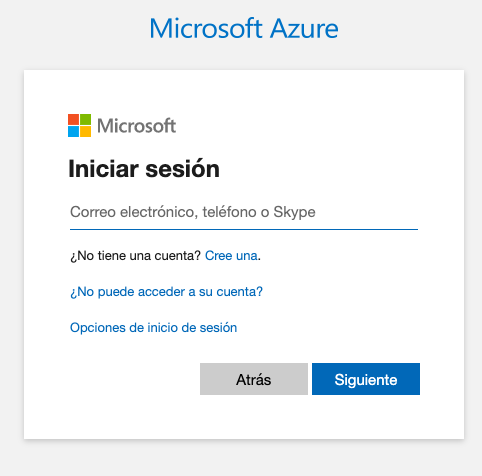 Microsoft Azure
Microsoft
Iniciar sesión
Correo electrónico, teléfono o Skype
¿No tiene una cuenta? Cree una.
¿No puede acceder a su cuenta?
Opciones de inicio de sesión
Atrás Siguiente